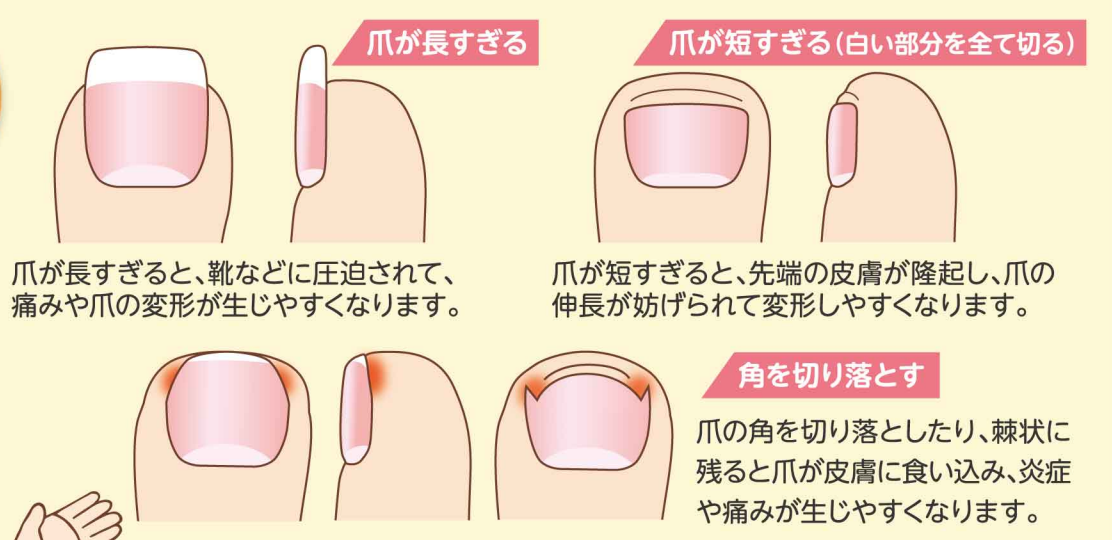 爪が長すぎる
爪が長すぎると、靴などに圧迫されて、
痛みや爪の変形が生じやすくなります。
爪が短すぎる(白い部分を全て切る)
爪が短すぎると、先端の皮膚が隆起し、爪の
伸長が妨げられて変形しやすくなります。
角を切り落とす
爪の角を切り落としたり、棘状に
残ると爪が皮膚に食い込み、炎症
や痛みが生じやすくなります。